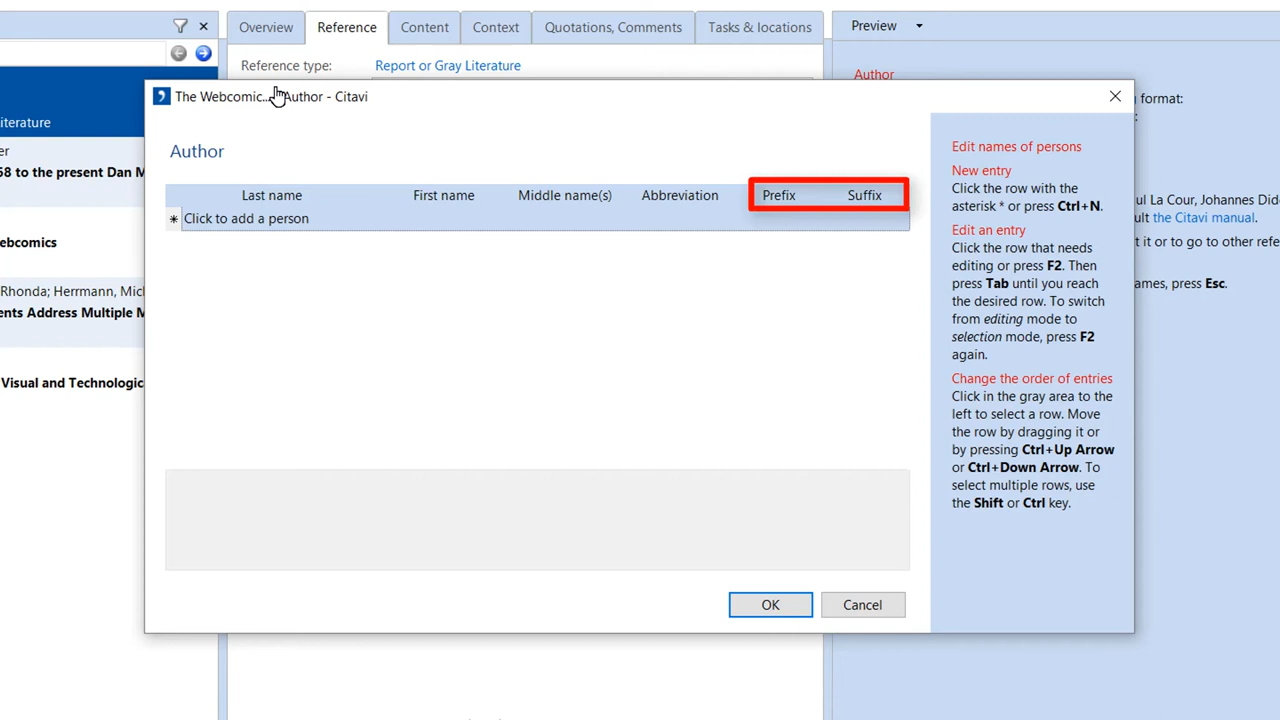 Overview
Reference
Content
Context
Quotations, Comments
Tasks & locations
Preview
Reference type:
Report or Gray Literature
Author
format:
iterature
er
58 to the present Dan M
ebcomics
Rhonda; Herrmann, Mic
ents Address Multiple M
Visual and Technologic
The Webcomic... Author - Citavi
Author
Last name
First name
Middle name(s)
Abbreviation
Prefix
Suffix
* Click to add a person
OK
Cancel
Edit names of persons
New entry
Click the row with the
asterisk * or press Ctrl+N.
Edit an entry
Click the row that needs
editing or press F2. Then
press Tab until you reach
the desired row. To switch
from editing mode to
selection mode, press F2
again.
Change the order of entries
Click in the gray area to the
left to select a row. Move
the row by dragging it or
by pressing Ctrl+Up Arrow
or Ctrl+Down Arrow. To
select multiple rows, use
the Shift or Ctrl key.
ul La Cour, Johannes Did
ult the Citavi manual.
t it or to go to other refe
ames, press Esc.